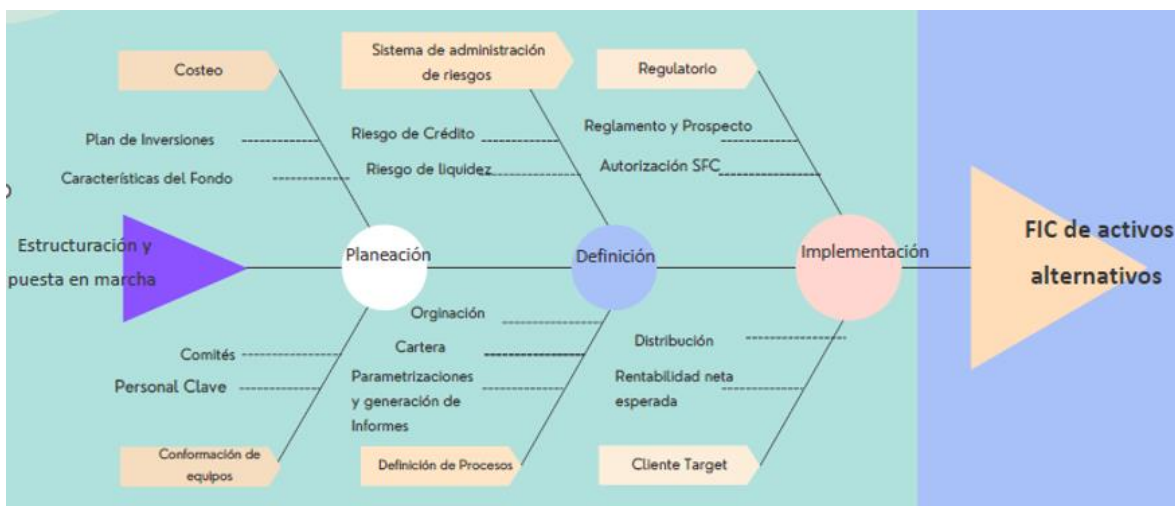 Costeo
Sistema de administración
de riesgos
Regulatorio
Plan de Inversiones
Características del Fondo
Riesgo de Crédito
Riesgo de liquidez
Reglamento y Prospecto
Autorización SFC
Estructuración y
puesta en marcha
Planeación
Definición
Implementación
FIC de activos
alternativos
Comités
Personal Clave
Orginación
Cartera
Parametrizaciones
y generación de
Informes
Distribución
Rentabilidad neta
esperada
Conformación de
equipos
Definición de Procesos
Cliente Target